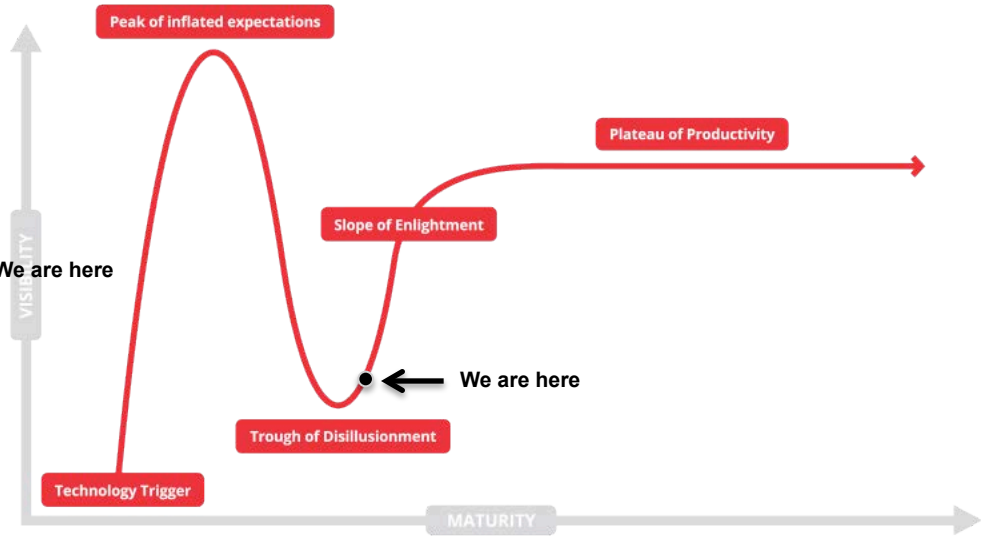 Peak of inflated expectations
Plateau of Productivity
Slope of Enlightment
VISIBILITY
We are here
We are here
Trough of Disillusionment
Technology Trigger
MATURITY